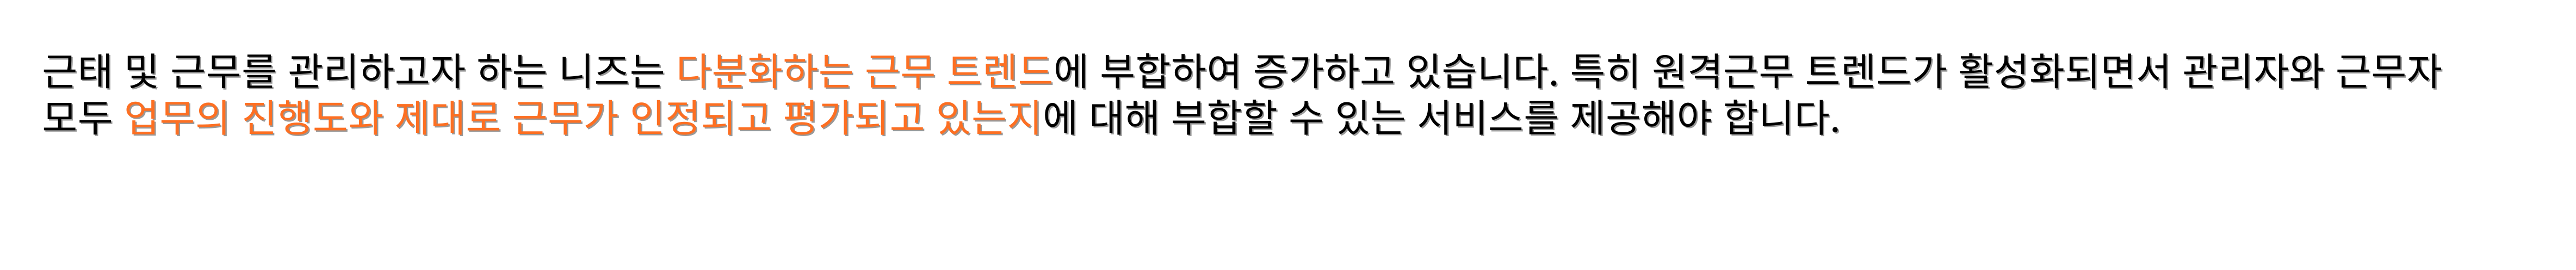 근태 및 근무를 관리하고자 하는 니즈는 다분화하는 근무 트렌드에 부합하여 증가하고 있습니다. 특히 원격근무 트렌드가 활성화되면서 관리자와 근무자
모두 업무의 진행도와 제대로 근무가 인정되고 평가되고 있는지에 대해 부합할 수 있는 서비스를 제공해야 합니다.